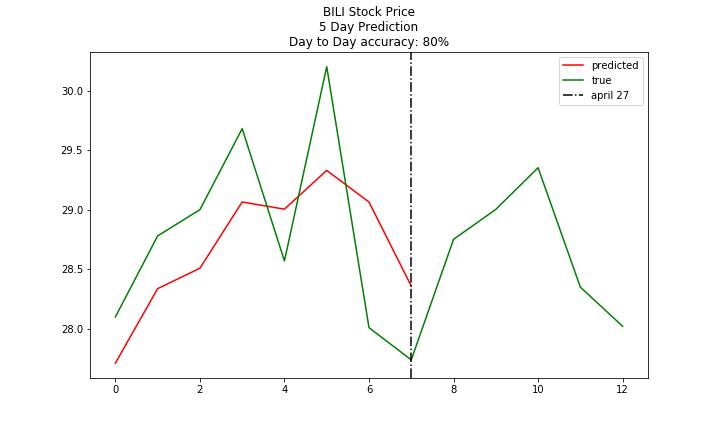 BILI Stock Price
5 Day Prediction
Day to Day accuracy: 80%
predicted
true
april 27
30.0
29.5
29.0
28.5
28.0
0 2 4 6 8 10 12